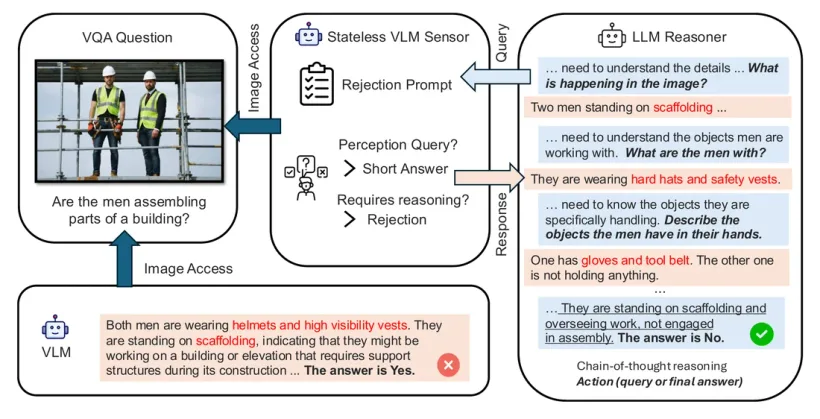 VQA Question
Are the men assembling
parts of a building?
Image Access
Stateless VLM Sensor
Rejection Prompt
Perception Query?
Short Answer
Requires reasoning?
Rejection
Query
Response
LLM Reasoner
… need to understand the details ... What
is happening in the image?
Two men standing on scaffolding ...
… need to understand the objects men are
working with. What are the men with?
They are wearing hard hats and safety vests.
… need to know the objects they are
specifically handling. Describe the
objects the men have in their hands.
One has gloves and tool belt. The other one
is not holding anything.
…
… They are standing on scaffolding and
overseeing work, not engaged
in assembly. The answer is No.
Chain-of-thought reasoning
Action (query or final answer)
Image Access
VLM
Both men are wearing helmets and high visibility vests. They
are standing on scaffolding, indicating that they might be
working on a building or elevation that requires support
structures during its construction ... The answer is Yes.